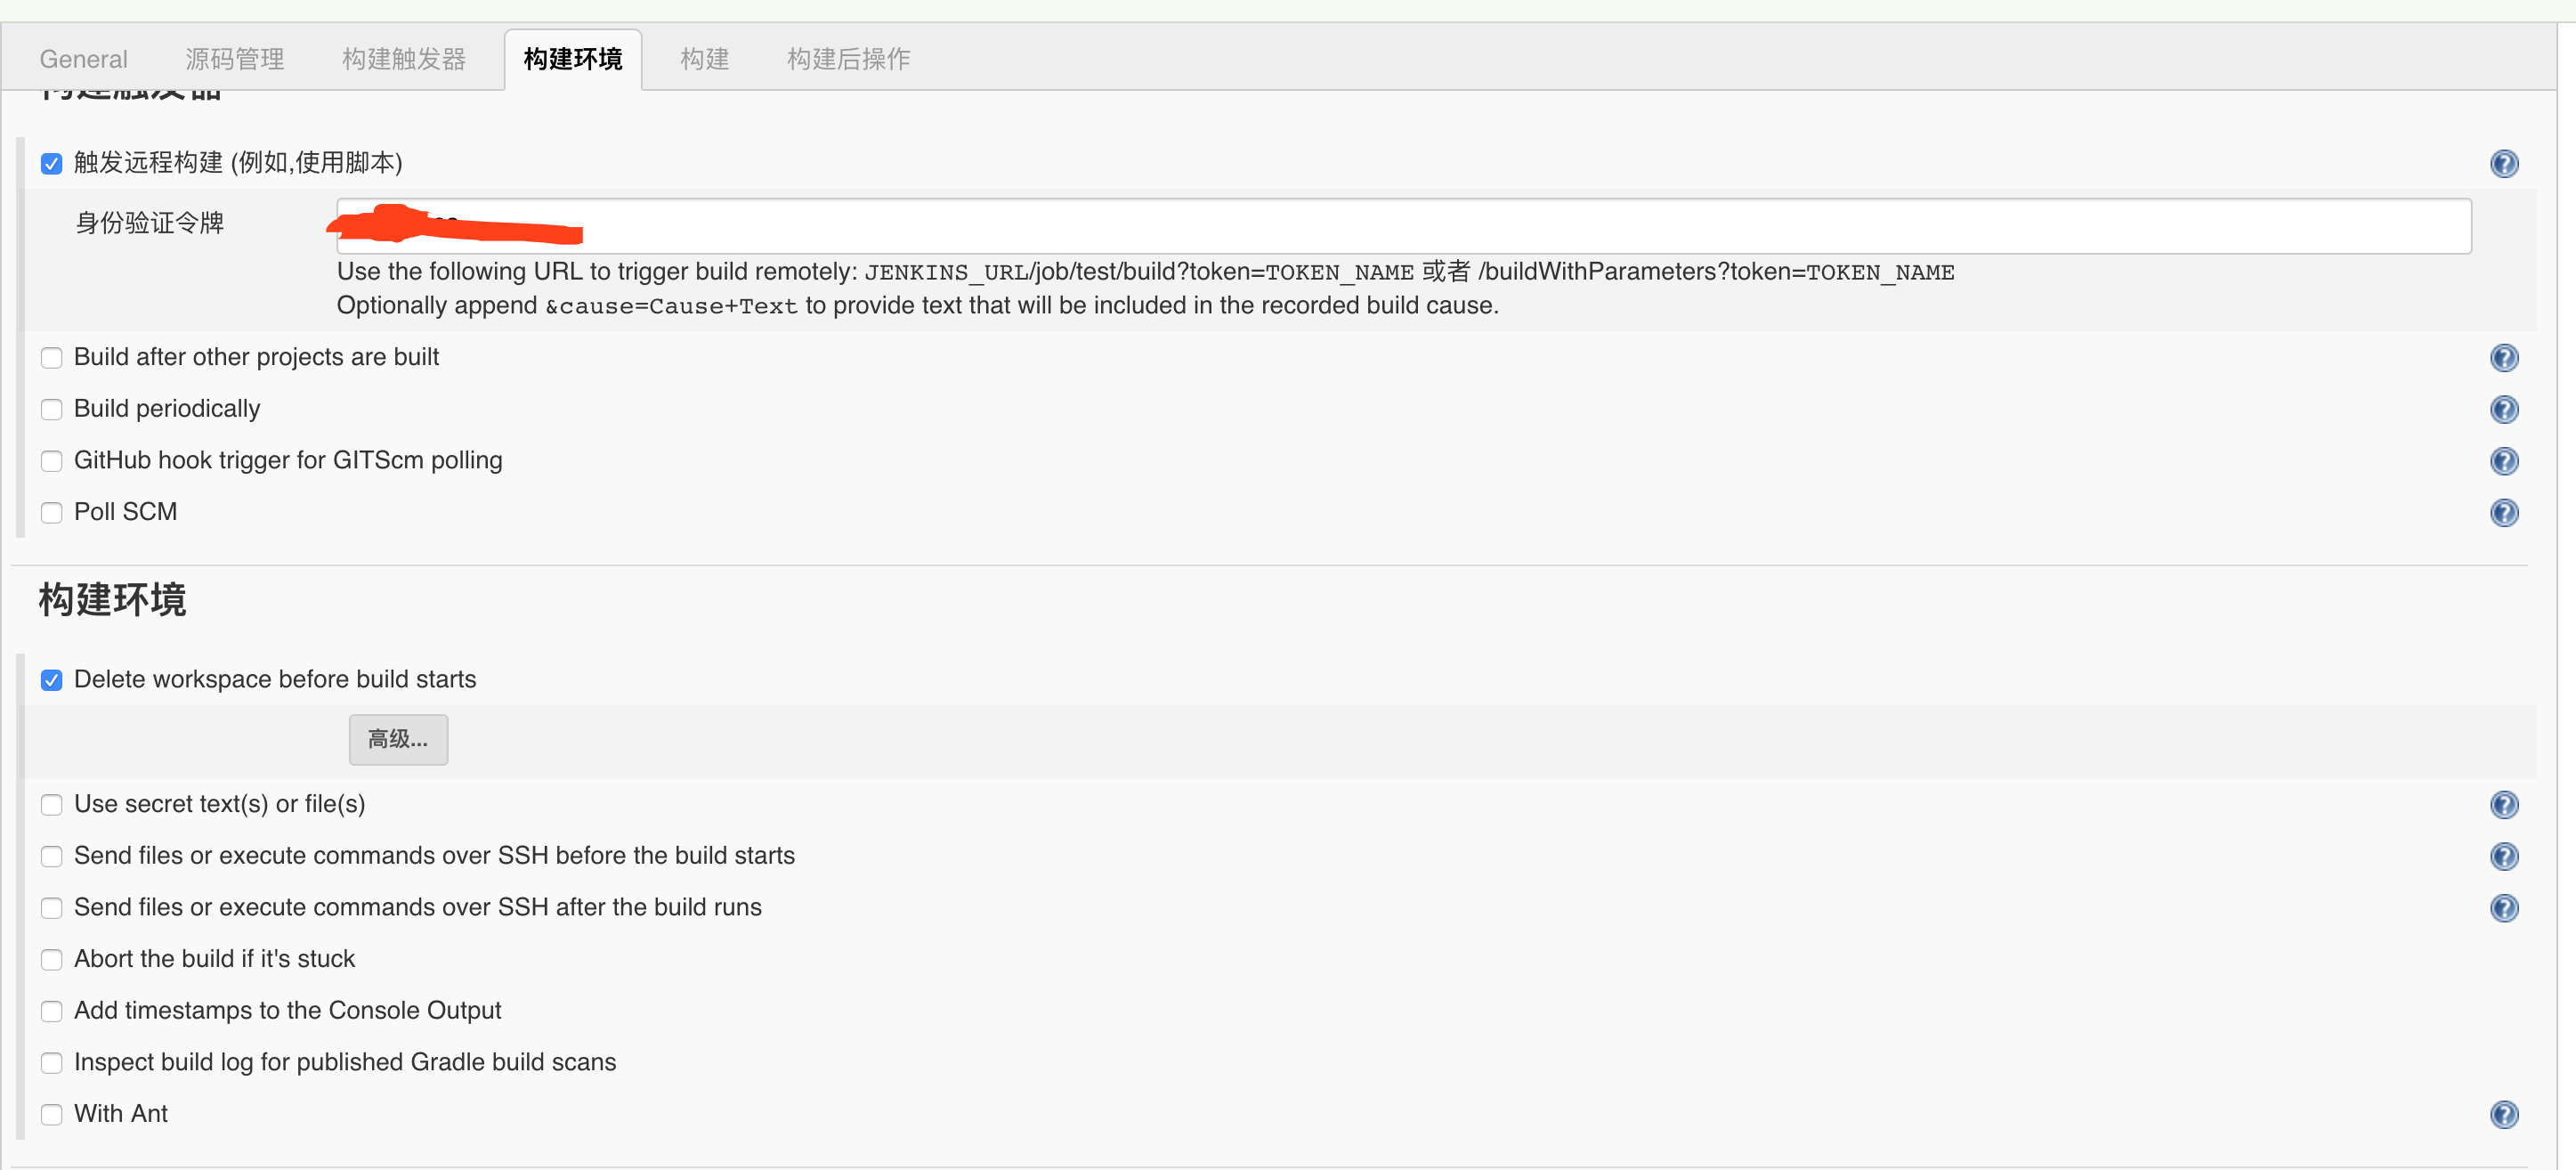 General 源码管理 构建触发器 构建环境 构建 构建后操作
构建触发器
触发远程构建 (例如,使用脚本)
身份验证令牌
Use the following URL to trigger build remotely: JENKINS_URL/job/test/build?token=TOKEN_NAME 或者 /buildWithParameters?token=TOKEN_NAME
Optionally append &cause=Cause+Text to provide text that will be included in the recorded build cause.
Build after other projects are built
Build periodically
GitHub hook trigger for GITScm polling
Poll SCM
构建环境
Delete workspace before build starts
高级...
Use secret text(s) or file(s)
Send files or execute commands over SSH before the build starts
Send files or execute commands over SSH after the build runs
Abort the build if it's stuck
Add timestamps to the Console Output
Inspect build log for published Gradle build scans
With Ant